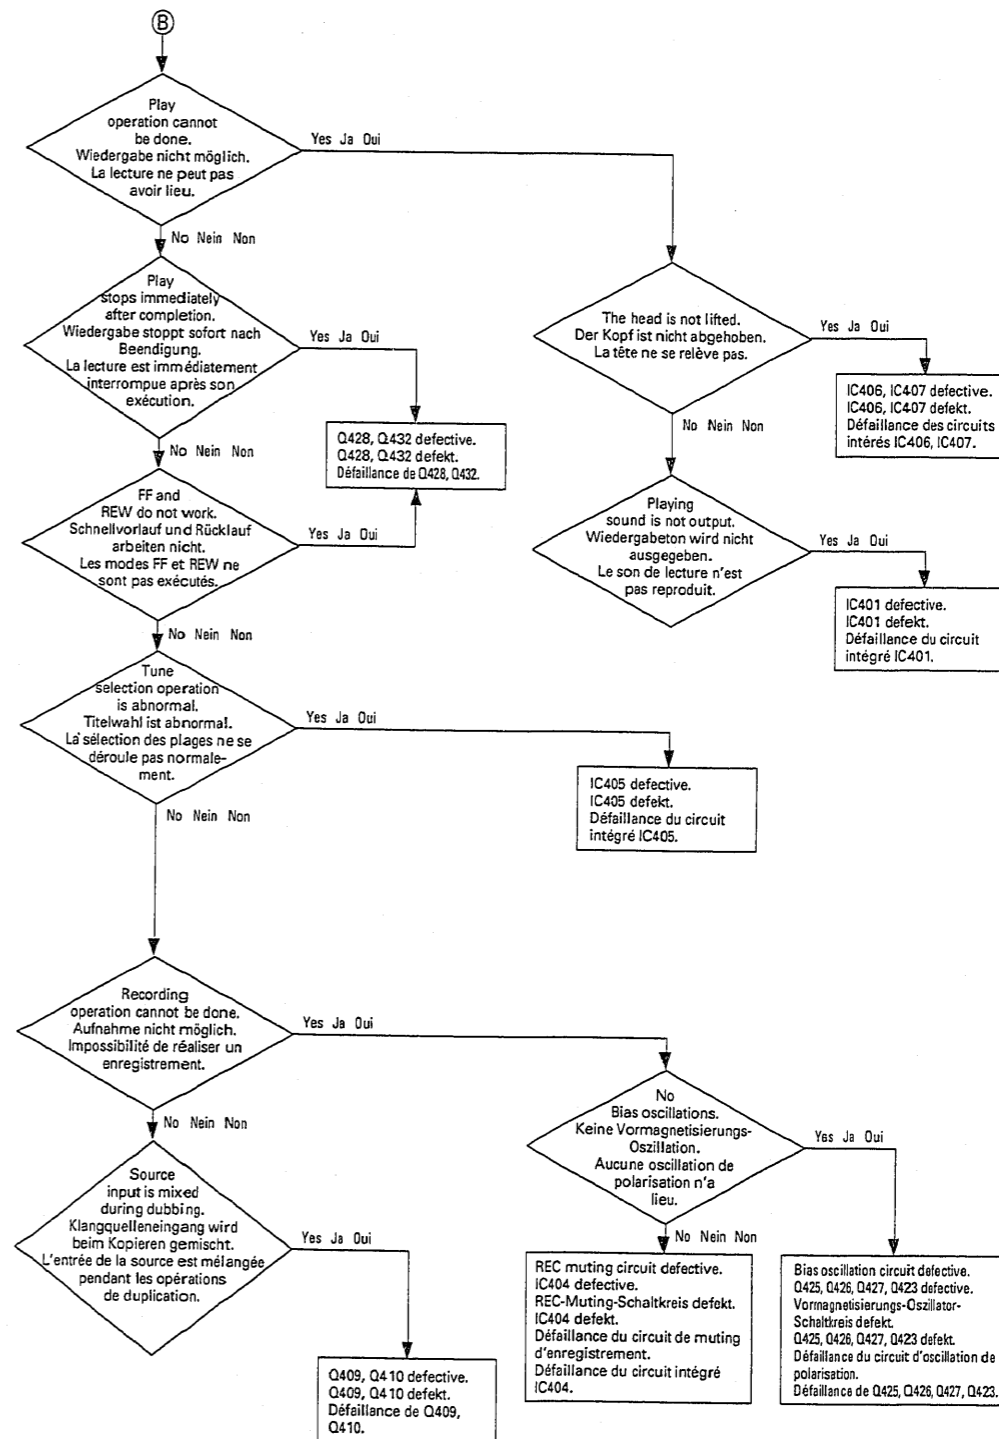 B
Play
operation cannot
be done.
Wiedergabe nicht möglich.
La lecture ne peut pas
avoir lieu.
Yes Ja Oui
No Nein Non
Play
stops immediately
after completion.
Wiedergabe stoppt sofort nach
Beendigung.
La lecture est immédiatement
interrompue après son
exécution.
Yes Ja Oui
The head is not lifted.
Der Kopf ist nicht abgehoben.
La tête ne se relève pas.
Yes Ja Oui
IC406, IC407 defective.
IC406, IC407 defekt.
Défaillance des circuits
intérés IC406, IC407.
No Nein Non
Q428, Q432 defective.
Q428, Q432 defekt.
Défaillance de Q428, Q432.
No Nein Non
FF and
REW do not work.
Schnellvorlauf und Rücklauf
arbeiten nicht.
Les modes FF et REW ne
sont pas exécutés.
Yes Ja Oui
Playing
sound is not output.
Wiedergabeton wird nicht
ausgegeben.
Le son de lecture n'est
pas reproduit.
Yes Ja Oui
IC401 defective.
IC401 defekt.
Défaillance du circuit
intégré IC401.
No Nein Non
Tune
selection operation
is abnormal.
Titelwahl ist abnormal.
La sélection des plages ne se
déroule pas normale-
ment.
Yes Ja Oui
IC405 defective.
IC405 defekt.
Défaillance du circuit
intégré IC405.
No Nein Non
Recording
operation cannot be done.
Aufnahme nicht möglich.
Impossibilité de réaliser un
enregistrement.
Yes Ja Oui
No
Bias oscillations.
Keine Vormagnetisierungs-
Oszillation.
Aucune oscillation de
polarisation n'a
lieu.
Yes Ja Oui
No Nein Non
Source
input is mixed
during dubbing.
Klangquelleneingang wird
beim Kopieren gemischt.
L'entrée de la source est mélangée
pendant les opérations
de duplication.
Yes Ja Oui
No Nein Non
REC muting circuit defective.
IC404 defective.
REC-Muting-Schaltkreis defekt.
IC404 defekt.
Défaillance du circuit de muting
d'enregistrement.
Défaillance du circuit intégré
IC404.
Bias oscillation circuit defective.
Q425, Q426, Q427, Q423 defective.
Vormagnetisierungs-Oszillator-
Schaltkreis defekt.
Q425, Q426, Q427, Q423 defekt.
Défaillance du circuit d'oscillation de
polarisation.
Défaillance de Q425, Q426, Q427, Q423.
Q409, Q410 defective.
Q409, Q410 defekt.
Défaillance de Q409,
Q410.